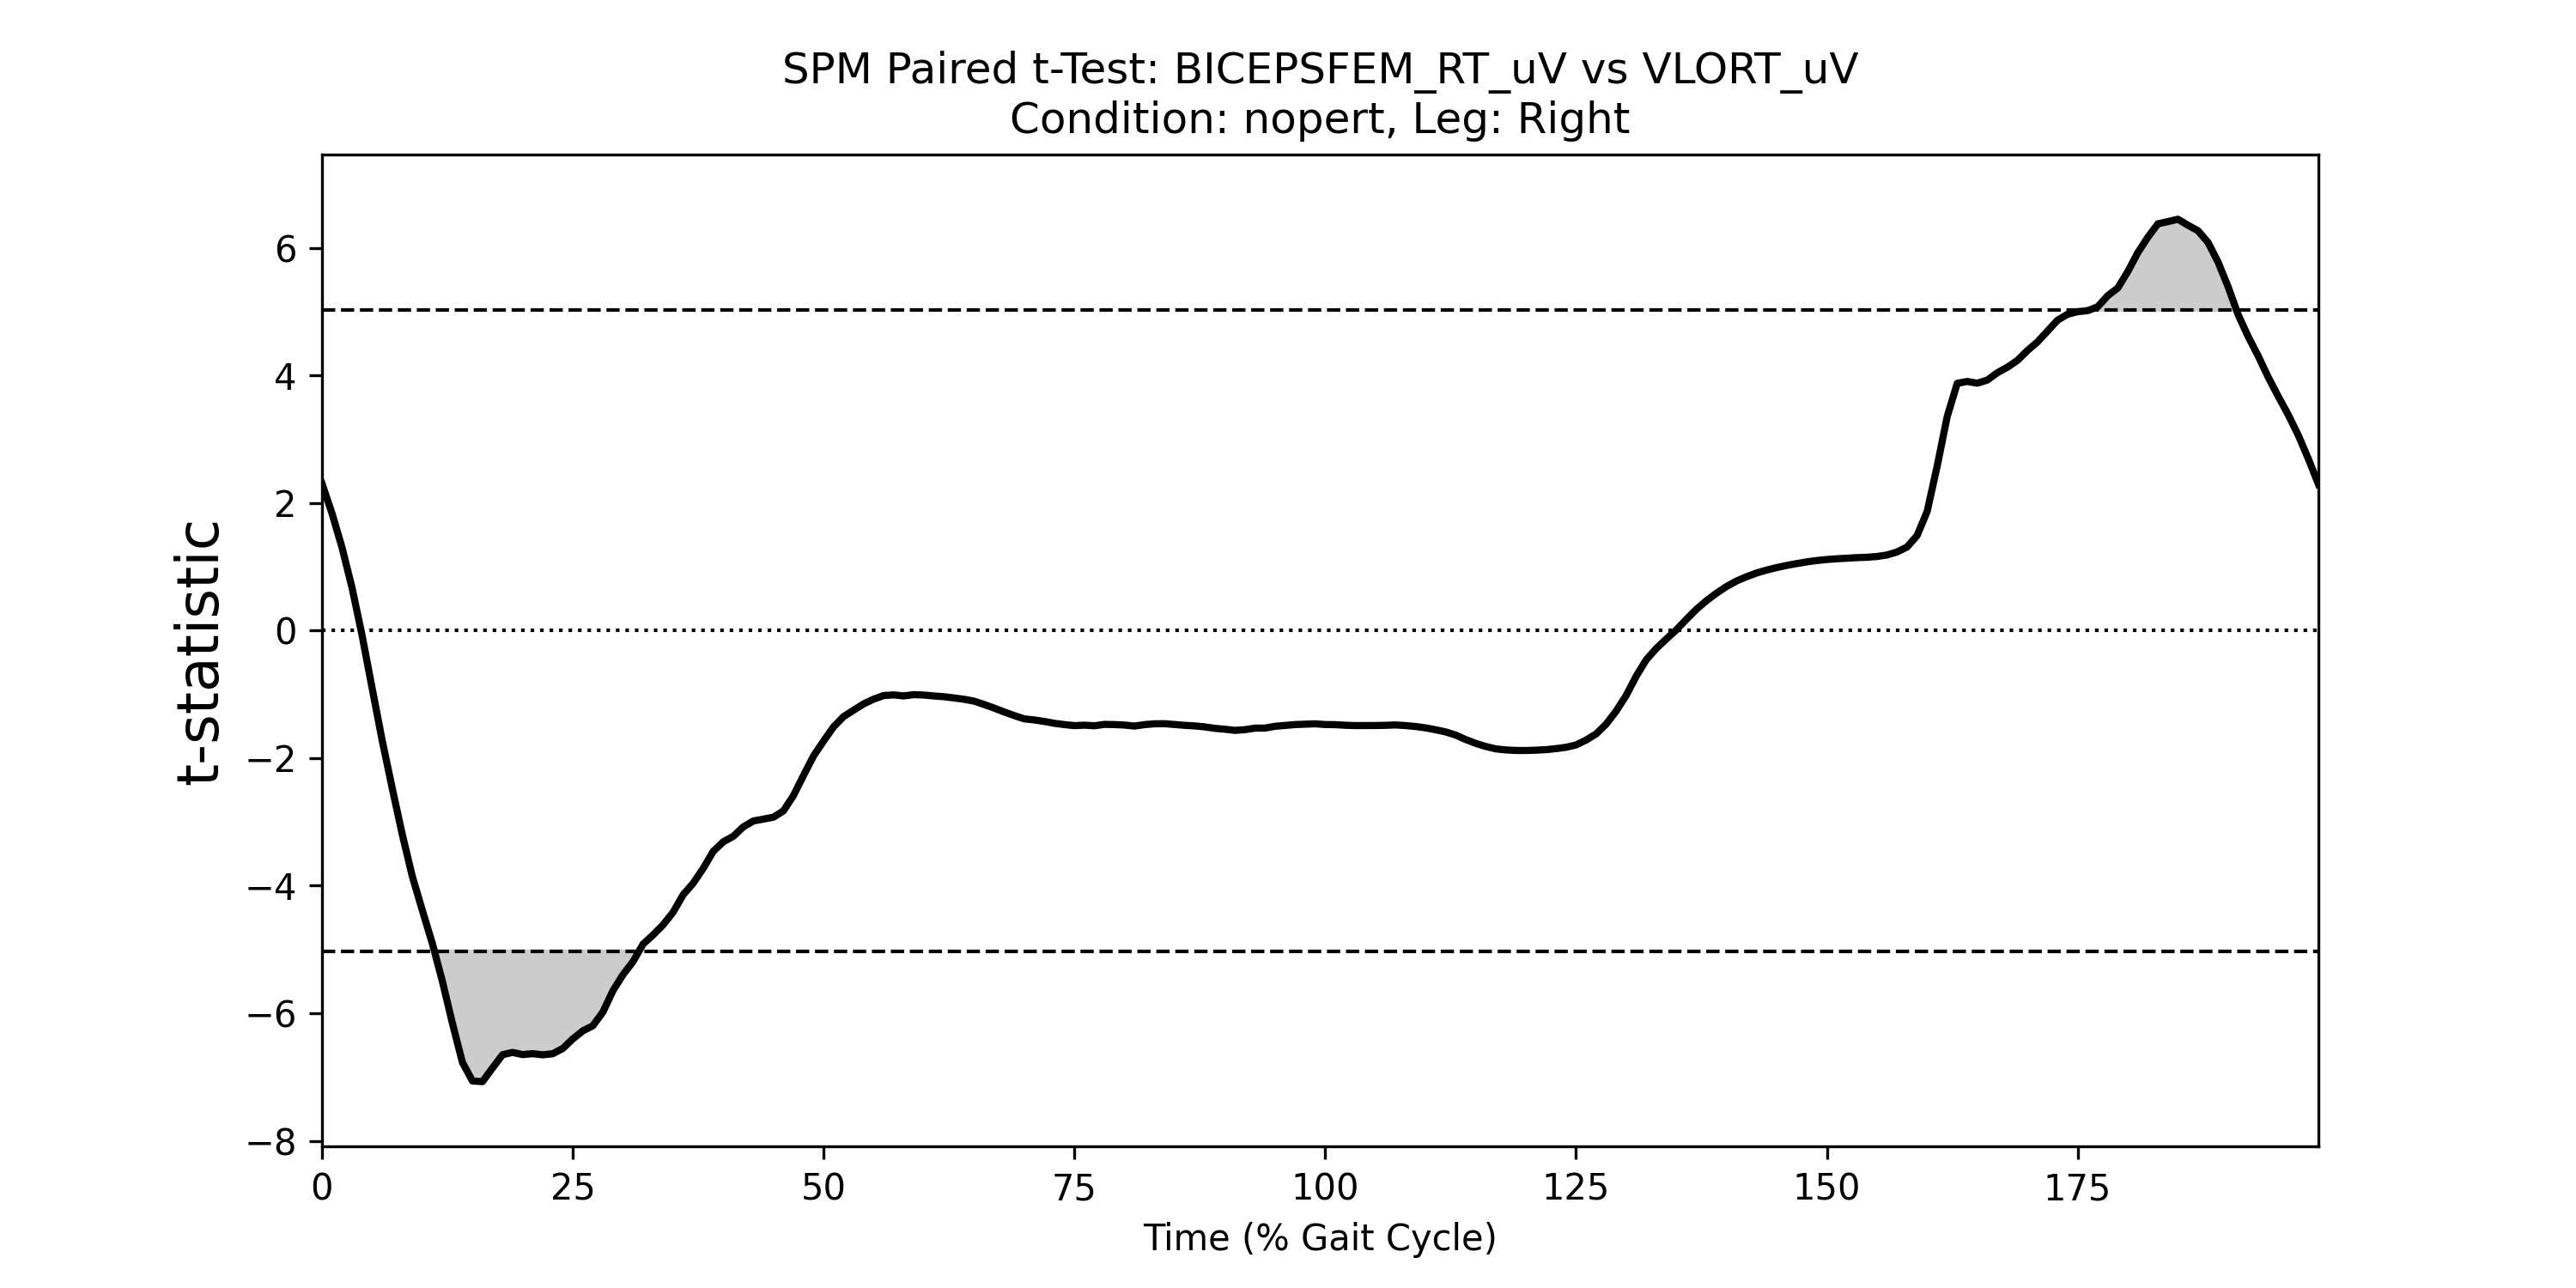 SPM Paired t-Test: BICEPSFEM_RT_uV vs VLORT_uV
Condition: nopert, Leg: Right
t-statistic
6
4
2
0
−2
−4
−6
−8
0 25 50 75 100 125 150 175
Time (% Gait Cycle)